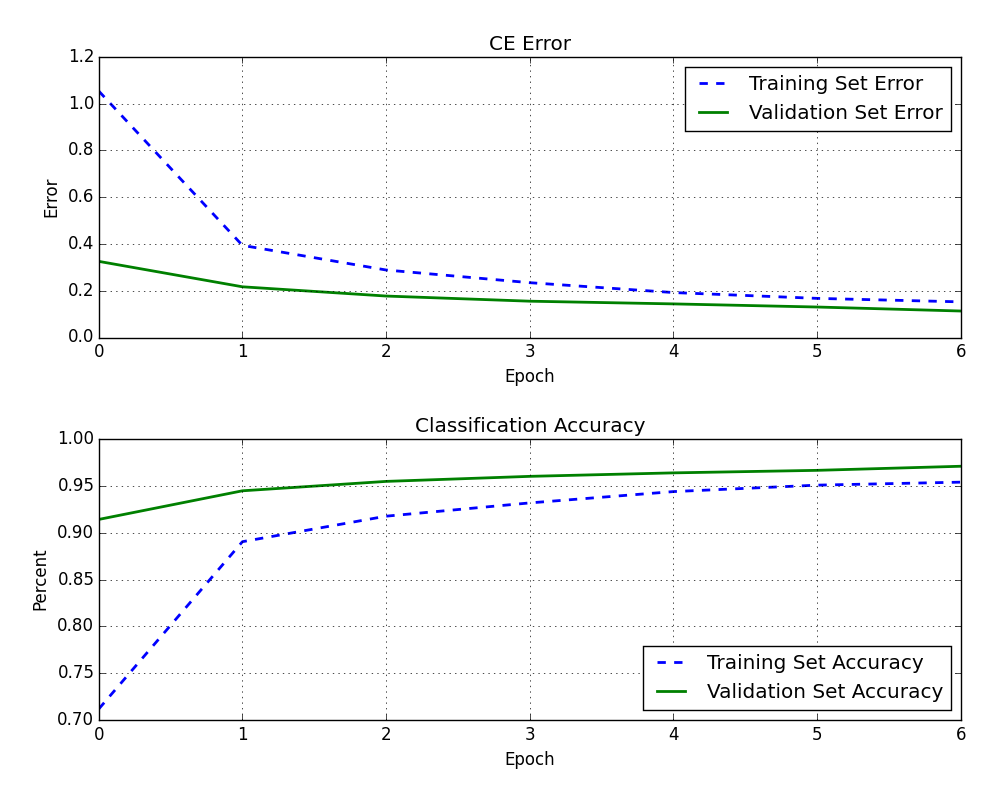 CE Error
1.2
1.0
0.8
0.6
0.4
0.2
0.0
Error
Training Set Error
Validation Set Error
0 1 2 3 4 5 6
Epoch
Classification Accuracy
1.00
0.95
0.90
0.85
0.80
0.75
0.70
Percent
Training Set Accuracy
Validation Set Accuracy
0 1 2 3 4 5 6
Epoch